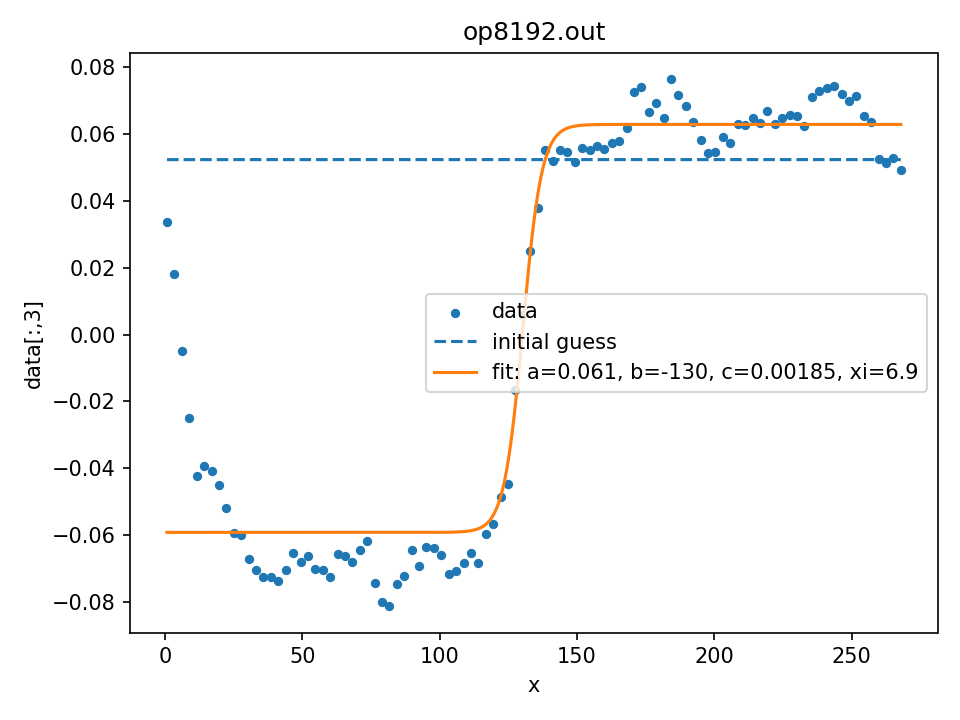 op8192.out
0.08
0.06
0.04
0.02
0.00
−0.02
−0.04
−0.06
−0.08
data[:,3]
data
initial guess
fit: a=0.061, b=-130, c=0.00185, xi=6.9
0 50 100 150 200 250
x